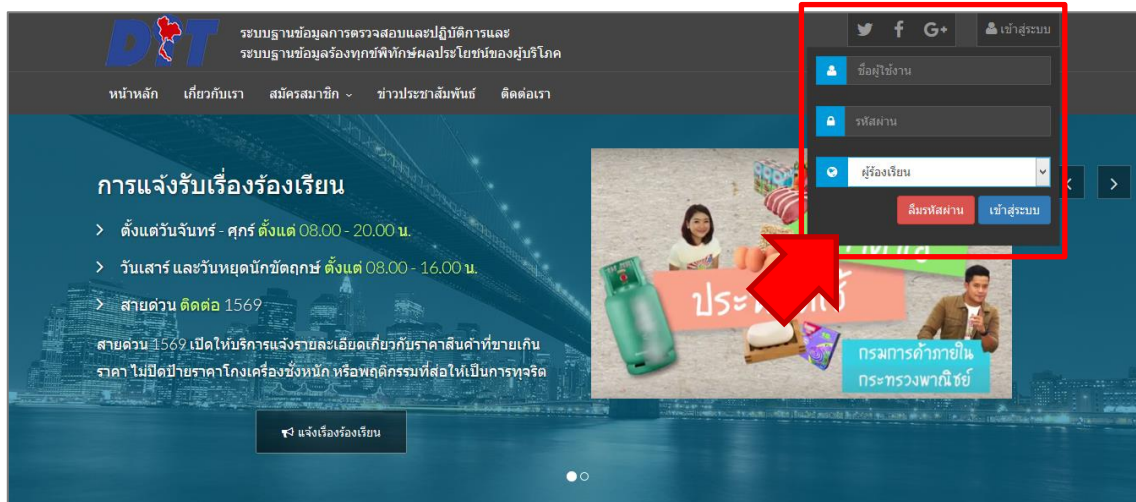 DIT
ระบบฐานข้อมูลการตรวจสอบและปฏิบัติการและ
ระบบฐานข้อมูลร้องทุกข์พิทักษ์ผลประโยชน์ของผู้บริโภค
G+
เข้าสู่ระบบ
ชื่อผู้ใช้งาน
รหัสผ่าน
ผู้ร้องเรียน
ลืมรหัสผ่าน
เข้าสู่ระบบ
หน้าหลัก เกี่ยวกับเรา สมัครสมาชิก ข่าวประชาสัมพันธ์ ติดต่อเรา
การแจ้งรับเรื่องร้องเรียน
ตั้งแต่วันจันทร์ - ศุกร์ ตั้งแต่ 08.00 - 20.00 น.
วันเสาร์ และวันหยุดนักขัตฤกษ์ ตั้งแต่ 08.00 - 16.00 น.
สายด่วน ติดต่อ 1569
สายด่วน 1569 เปิดให้บริการแจ้งรายละเอียดเกี่ยวกับราคาสินค้าที่ขายเกิน
ราคา ไม่ปิดป้ายราคาโกงเครื่องชั่งหนัก หรือพฤติกรรมที่ส่อให้เป็นการทุจริต
แจ้งเรื่องร้องเรียน
กรมการค้าภายใน
กระทรวงพาณิชย์